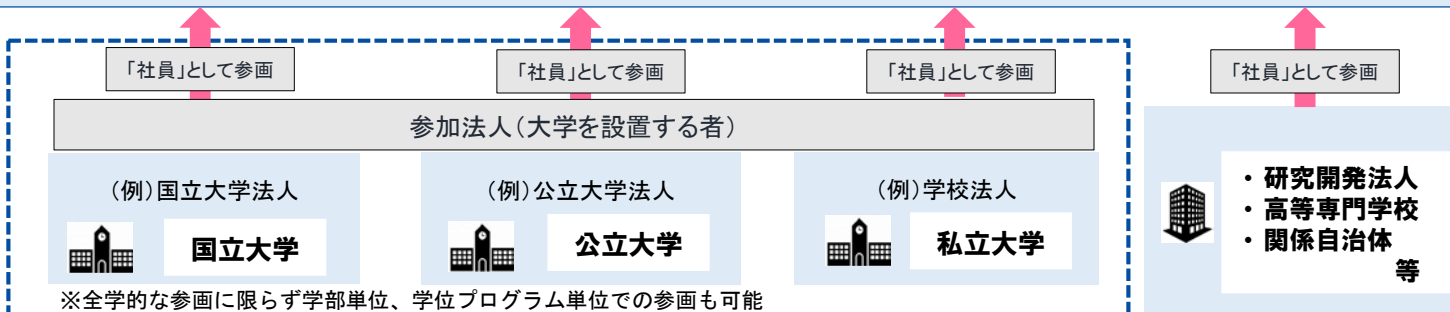 「社員」として参画
「社員」として参画
「社員」として参画
「社員」として参画
参加法人(大学を設置する者)
(例)国立大学法人
国立大学
(例)公立大学法人
公立大学
(例)学校法人
私立大学
・研究開発法人
・高等専門学校
・関係自治体
等
※全学的な参画に限らず学部単位、学位プログラム単位での参画も可能